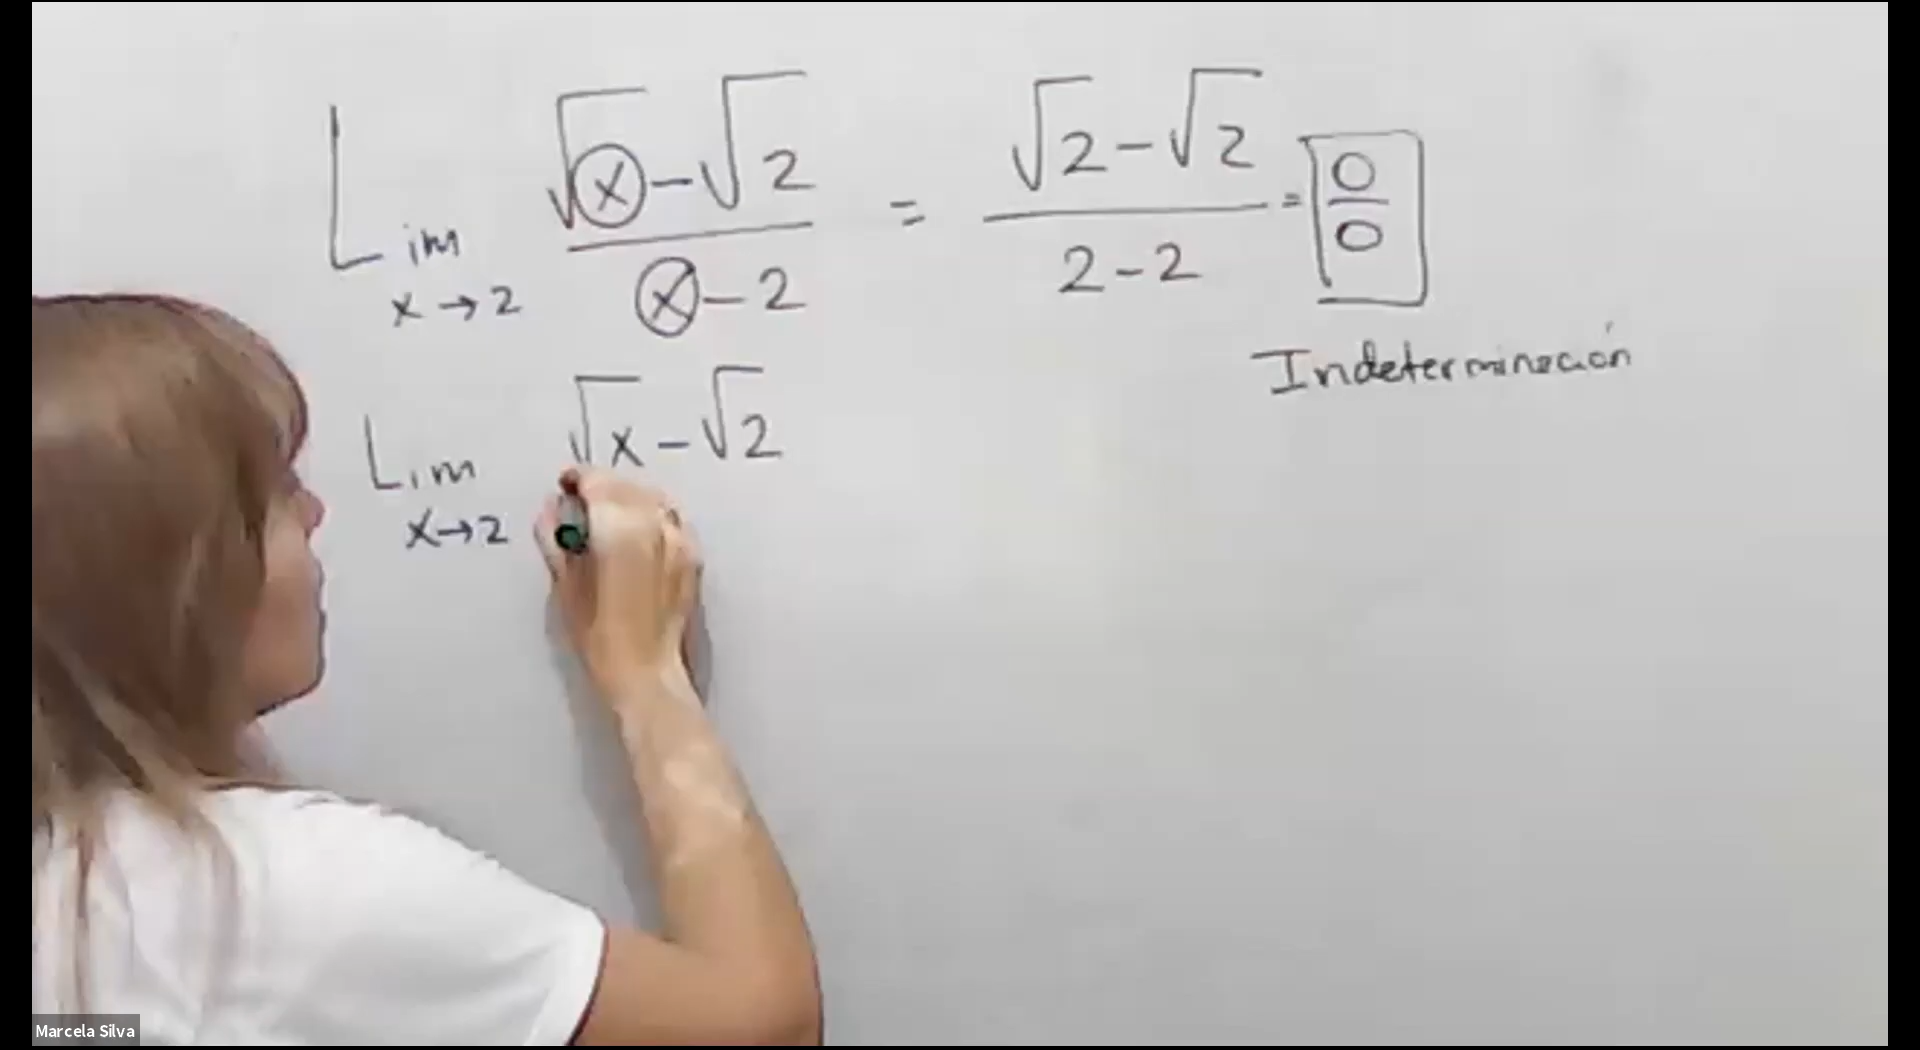 Lim x→2 √x-√2 / x-2 = √2-√2 / 2-2 = 0/0
Indeterminación
Lim x→2 √x-√2
Marcela Silva